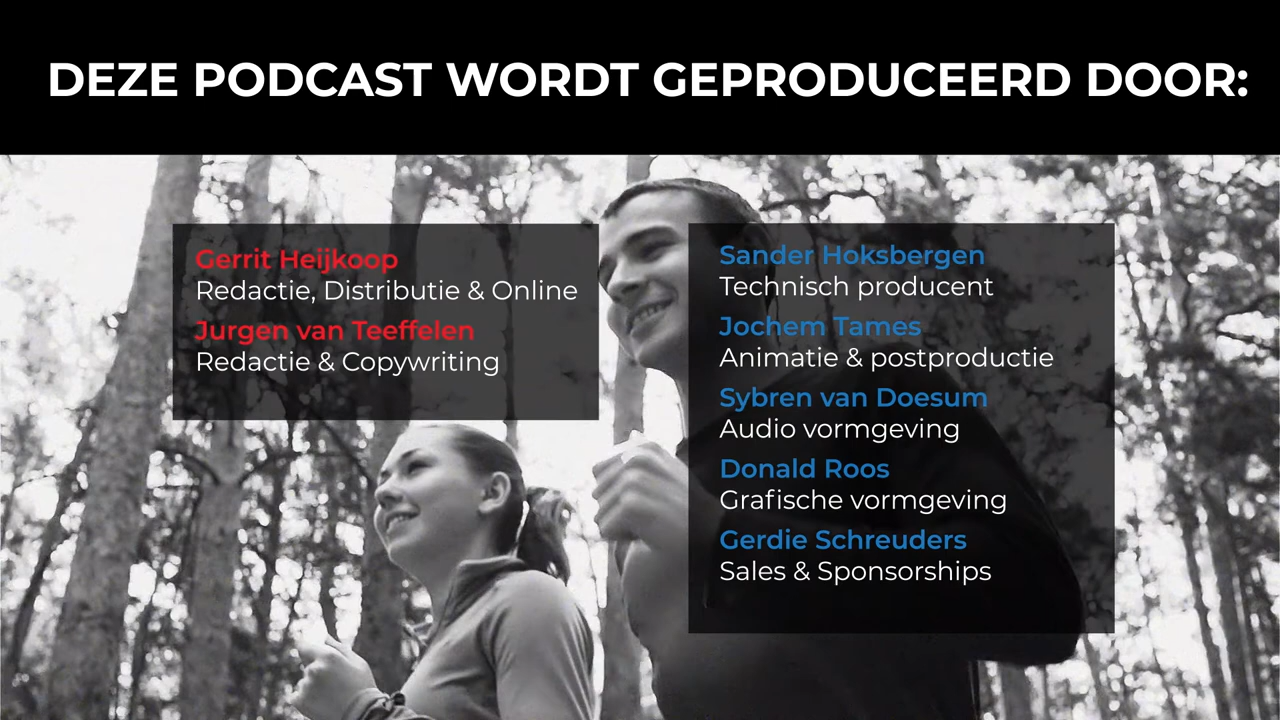 DEZE PODCAST WORDT GEPRODUCEERD DOOR:
Gerrit Heijkoop
Redactie, Distributie & Online
Jurgen van Teeffelen
Redactie & Copywriting
Sander Hoksbergen
Technisch producent
Jochem Tames
Animatie & postproductie
Sybren van Doesum
Audio vormgeving
Donald Roos
Grafische vormgeving
Gerdie Schreuders
Sales & Sponsorships